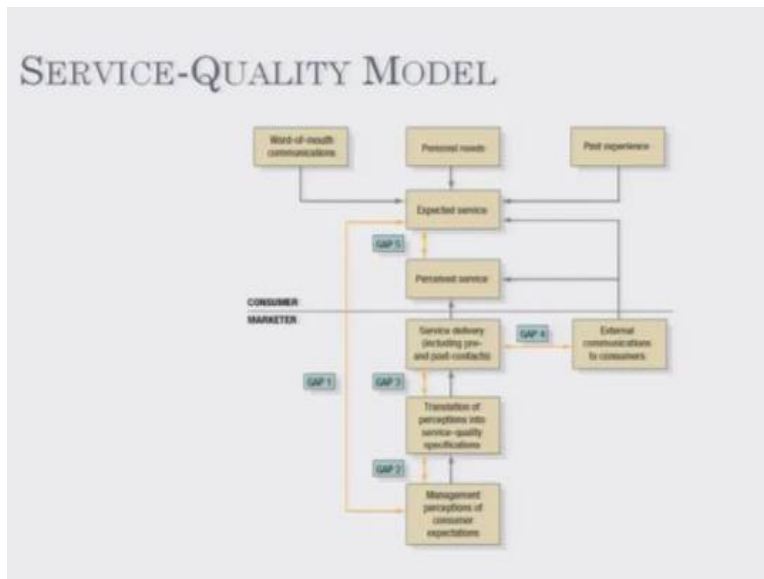 SERVICE-QUALITY MODEL
Word-of-mouth
communications
Personal needs
Past experience
Expected service
GAP 5
Perceived service
CONSUMER
MARKETER
Service delivery
(including pre-
and post-contacts)
GAP 4
External
communications
to consumers
GAP 1
GAP 3
Translation of
perceptions into
service-quality
specifications
GAP 2
Management
perceptions of
consumer
expectations